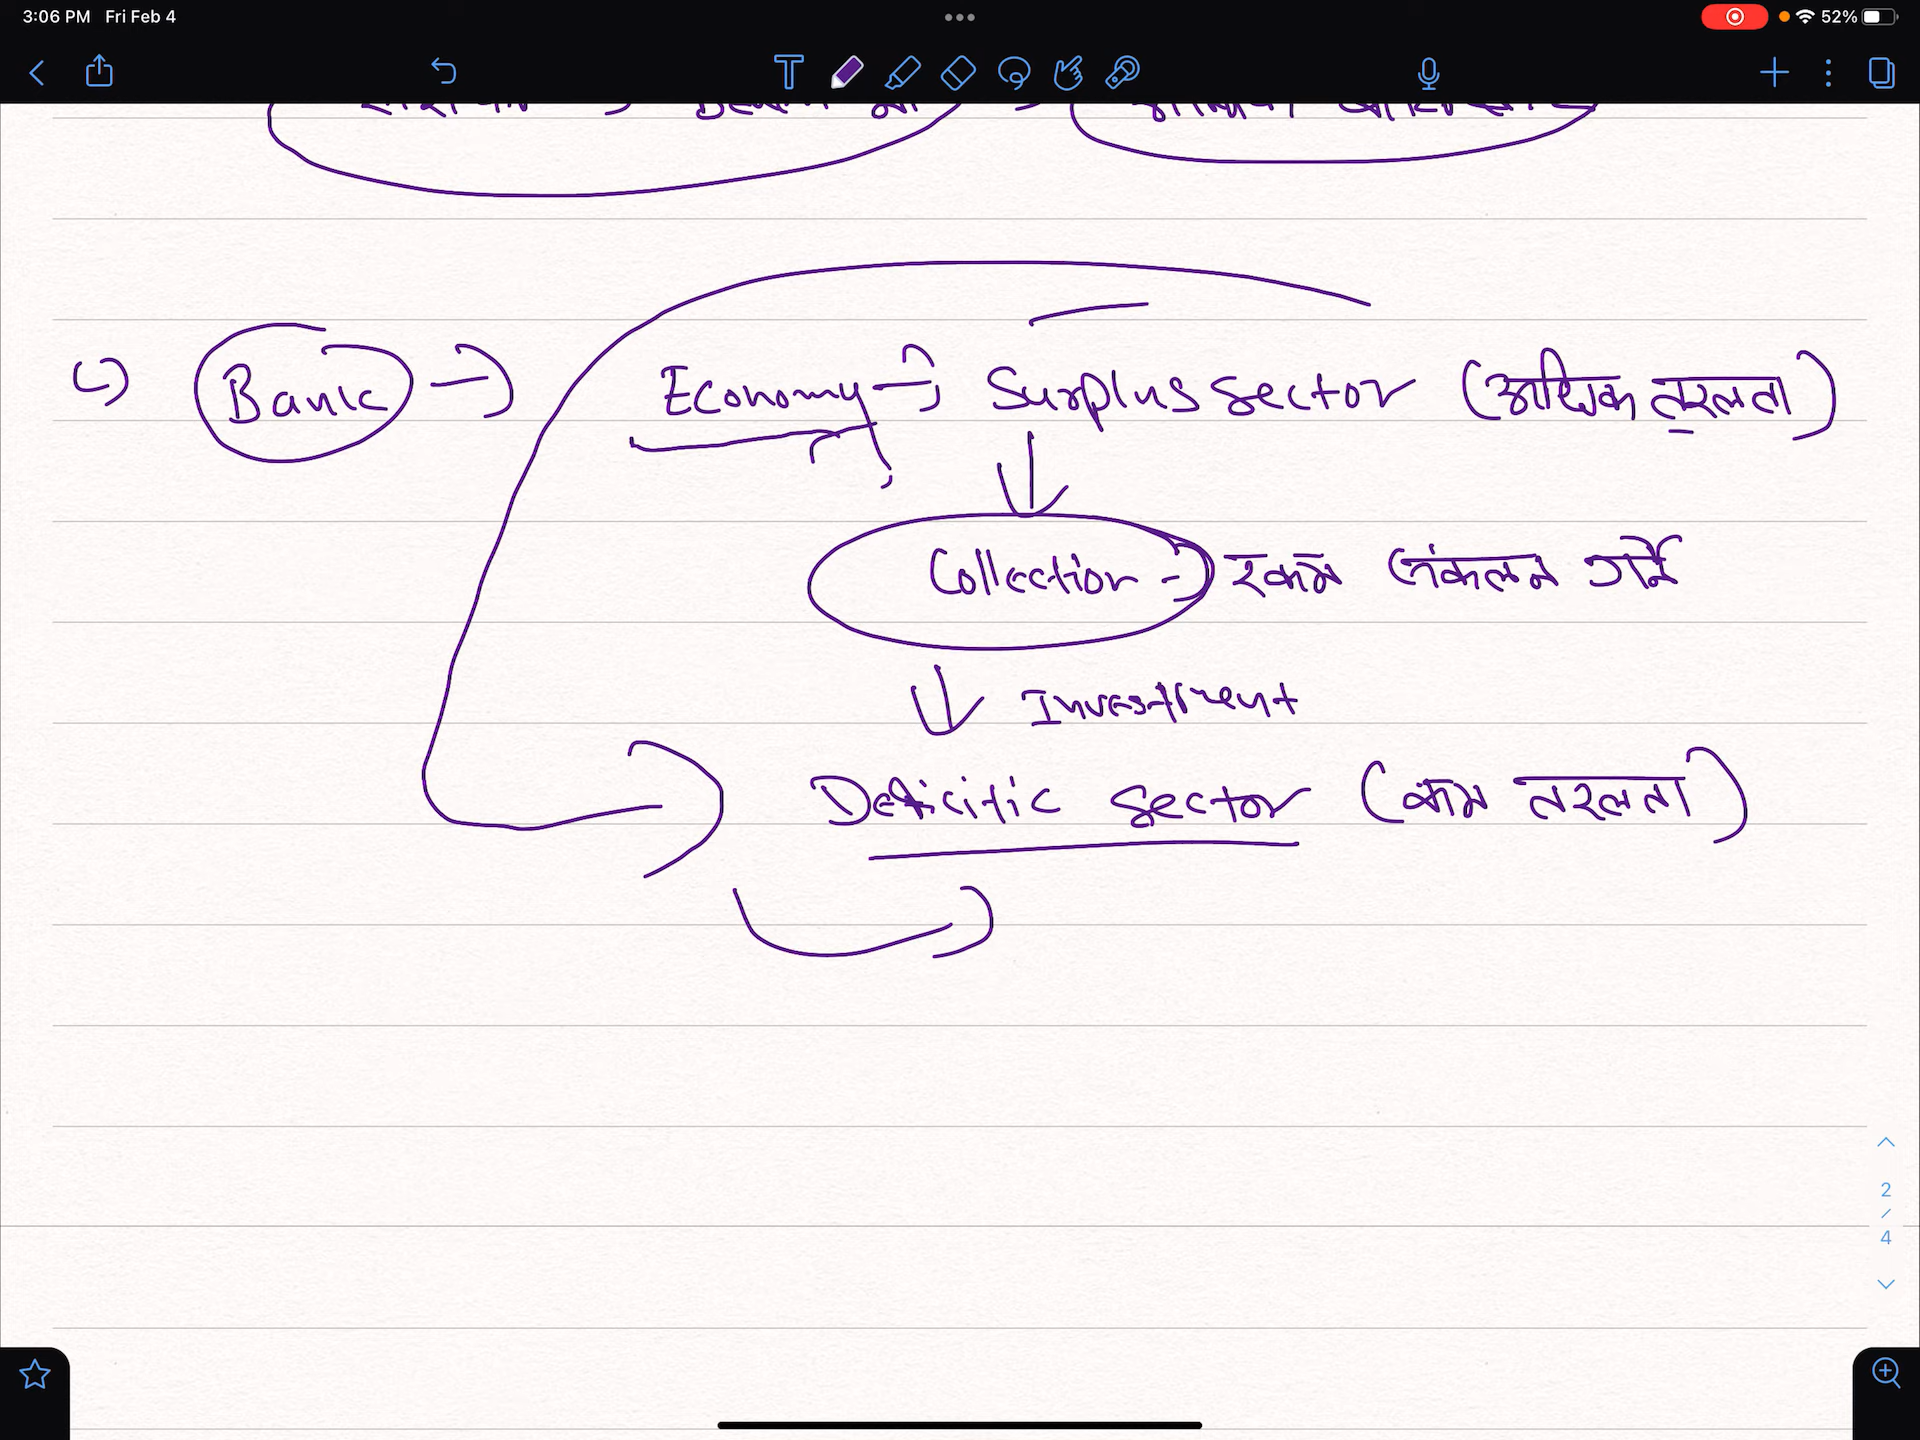 3:06 PM Fri Feb 4
52%
c) Bank → Economy → Surplus sector (अधिक तरलता)
Collection → रकम संकलन गर्ने
↓ Investment
Deficitic sector (कम तरलता)
2
/
4